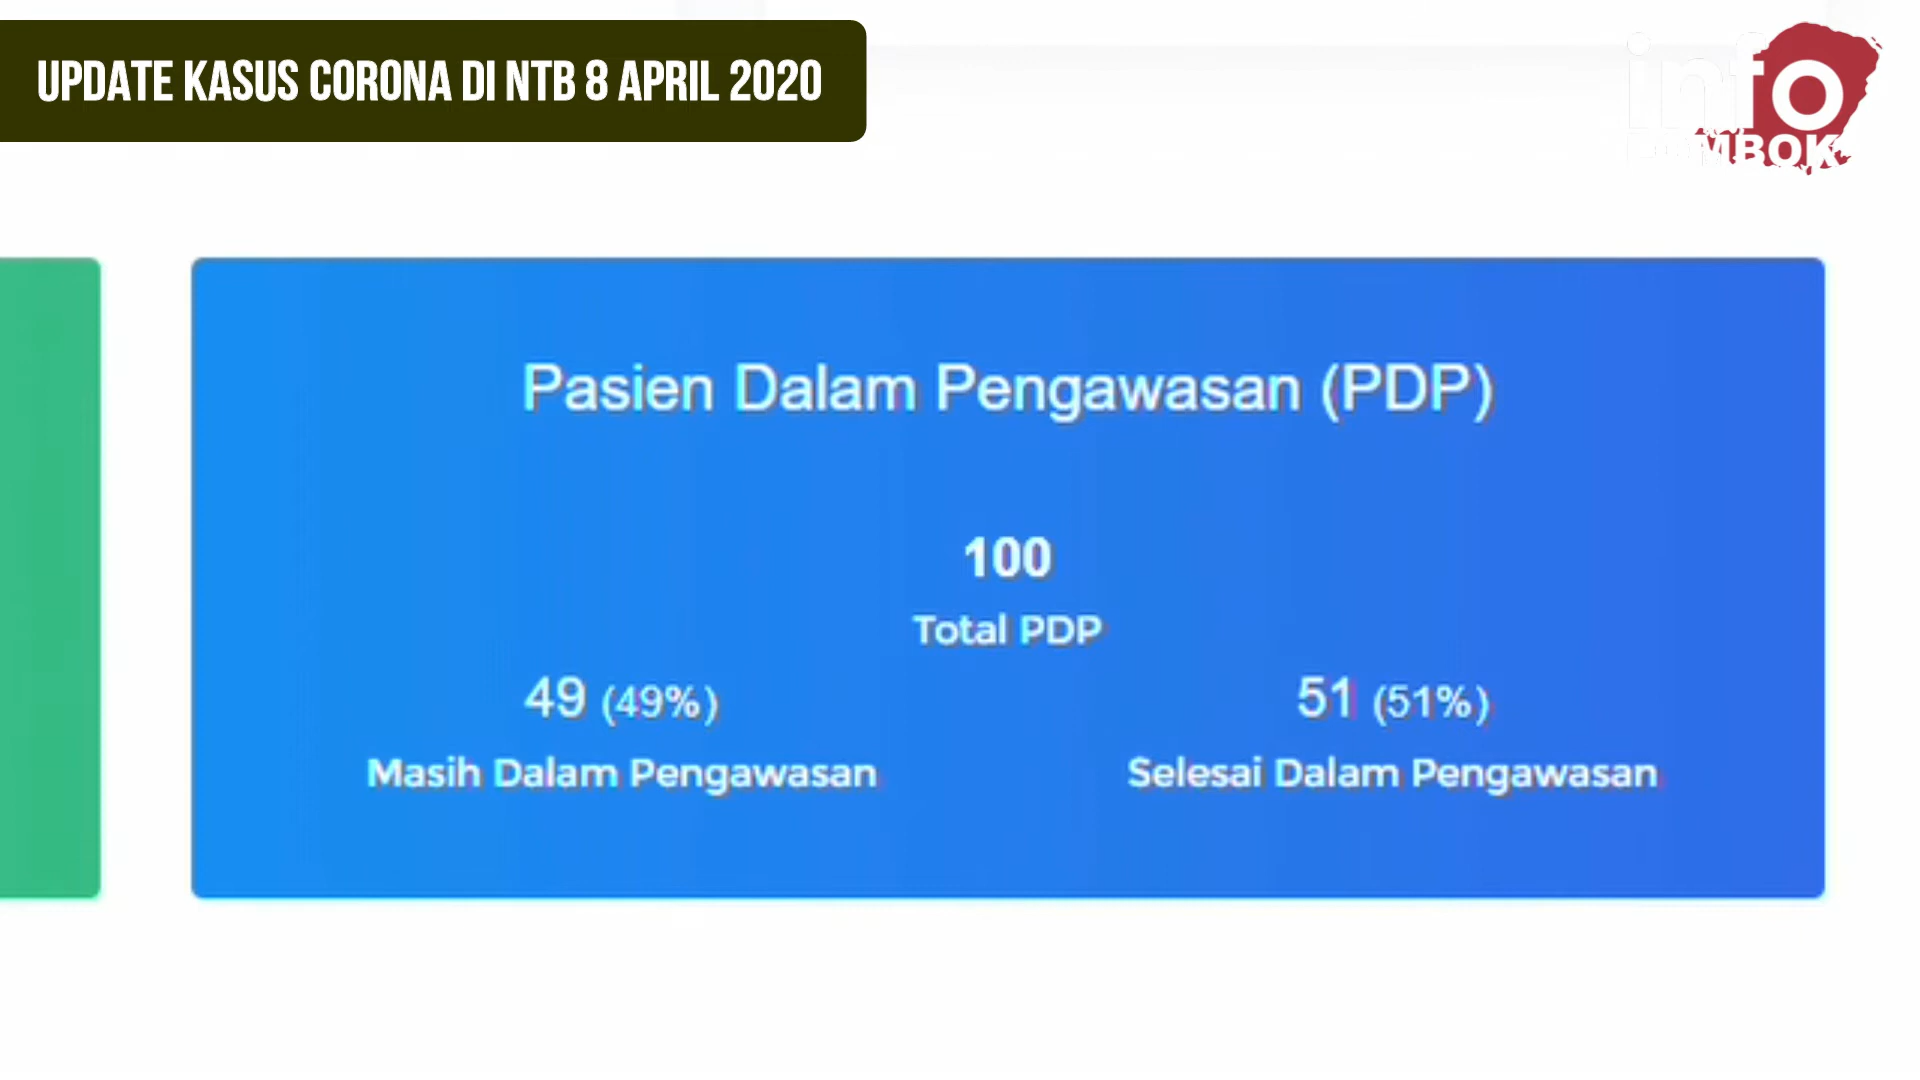 UPDATE KASUS CORONA DI NTB 8 APRIL 2020
info
Pasien Dalam Pengawasan (PDP)
100
Total PDP
49 (49%)
51 (51%)
Masih Dalam Pengawasan
Selesai Dalam Pengawasan